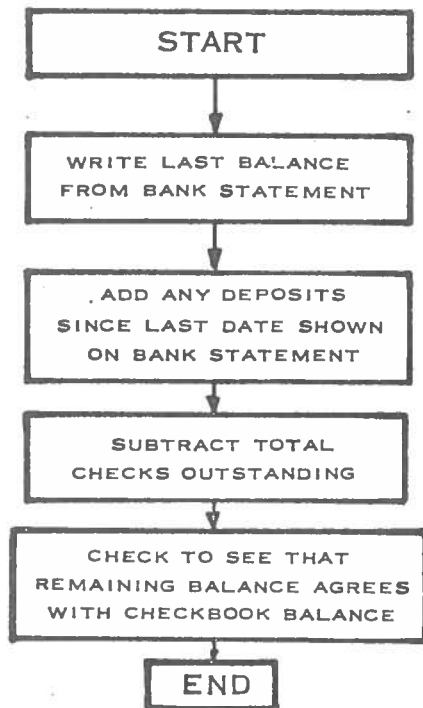 START
WRITE LAST BALANCE
FROM BANK STATEMENT
ADD ANY DEPOSITS
SINCE LAST DATE SHOWN
ON BANK STATEMENT
SUBTRACT TOTAL
CHECKS OUTSTANDING
CHECK TO SEE THAT
REMAINING BALANCE AGREES
WITH CHECKBOOK BALANCE
END